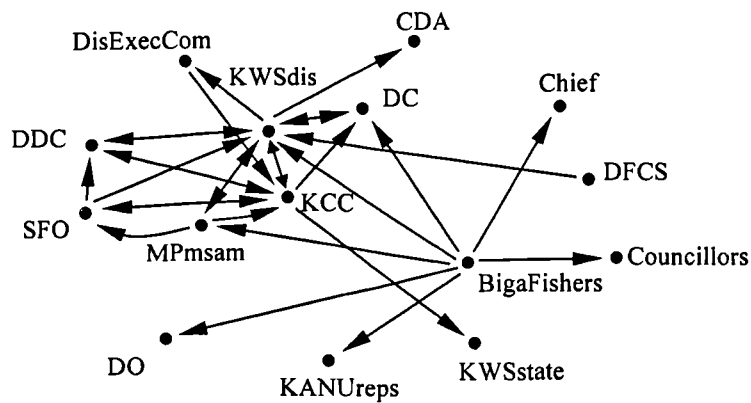 CDA
DisExecCom
KWSdis
Chief
DC
DDC
DFCS
KCC
SFO
MPmsam
Councillors
BigaFishers
DO
KWSstate
KANUreps